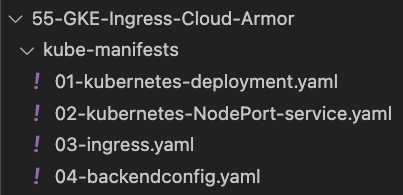 55-GKE-Ingress-Cloud-Armor
kube-manifests
! 01-kubernetes-deployment.yaml
! 02-kubernetes-NodePort-service.yaml
! 03-ingress.yaml
! 04-backendconfig.yaml